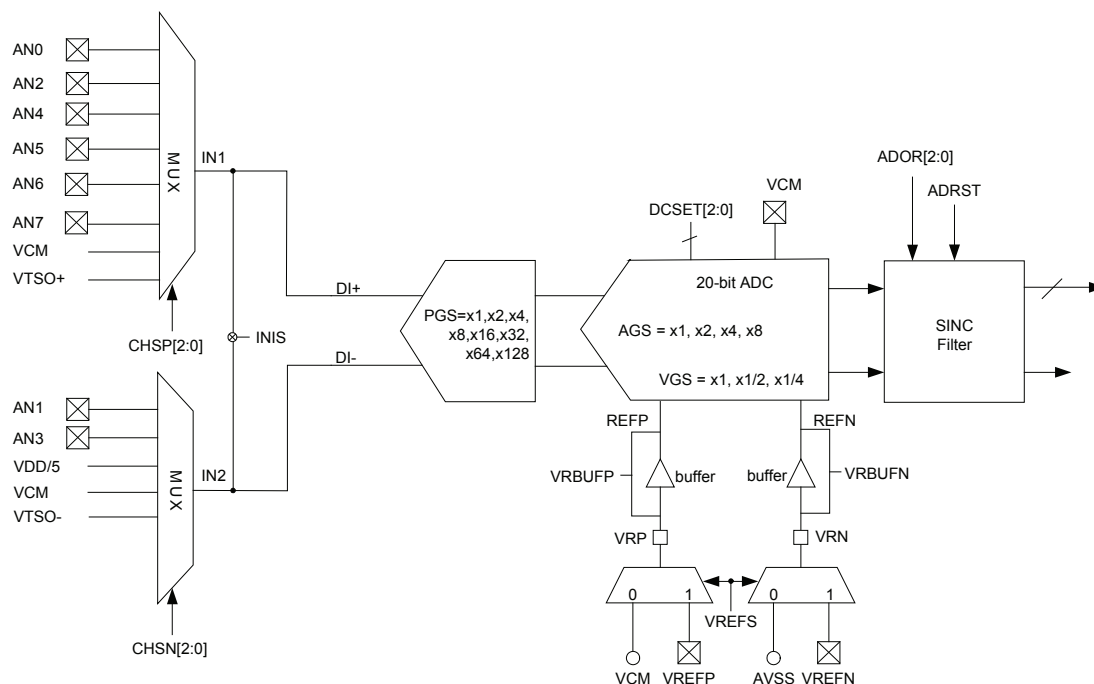 AN0
AN2
AN4
AN5
AN6
AN7
VCM
VTSO+
MUX
IN1
CHSP[2:0]
INIS
AN1
AN3
VDD/5
VCM
VTSO-
MUX
IN2
CHSN[2:0]
DI+
DI-
PGS=x1,x2,x4,
x8,x16,x32,
x64,x128
DCSET[2:0]
VCM
20-bit ADC
AGS = x1, x2, x4, x8
VGS = x1, x1/2, x1/4
ADOR[2:0]
ADRST
SINC
Filter
REFP
REFN
VRBUFP
buffer
buffer
VRBUFN
VRP
VRN
0
1
0
1
VREFS
VCM
VREFP
AVSS
VREFN